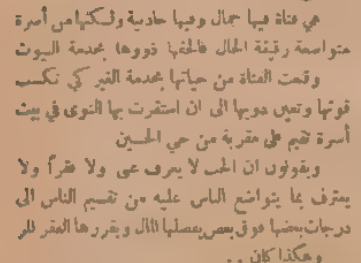 هي فتاة فيها جمال وفيها جاذبية ولكنها من أسرة
متواضعة رقيقة الحال فالحقها ذووها بخدمة البيوت
وقنعت الفتاة من حياتها بخدمة الغير كي تكسب
قوتها وتعين ذويها الى ان استقرت بها النوى في بيت
أسرة تقيم على مقربة من حي الحسين
ويقولون ان الحب لا يعرف غنى ولا فقراً ولا
يعترف بما يتواضع الناس عليه من تقسيم الناس الى
درجات بعضها فوق بعض يفصلها المال ويقررها الفقر
وهكذا كان . .